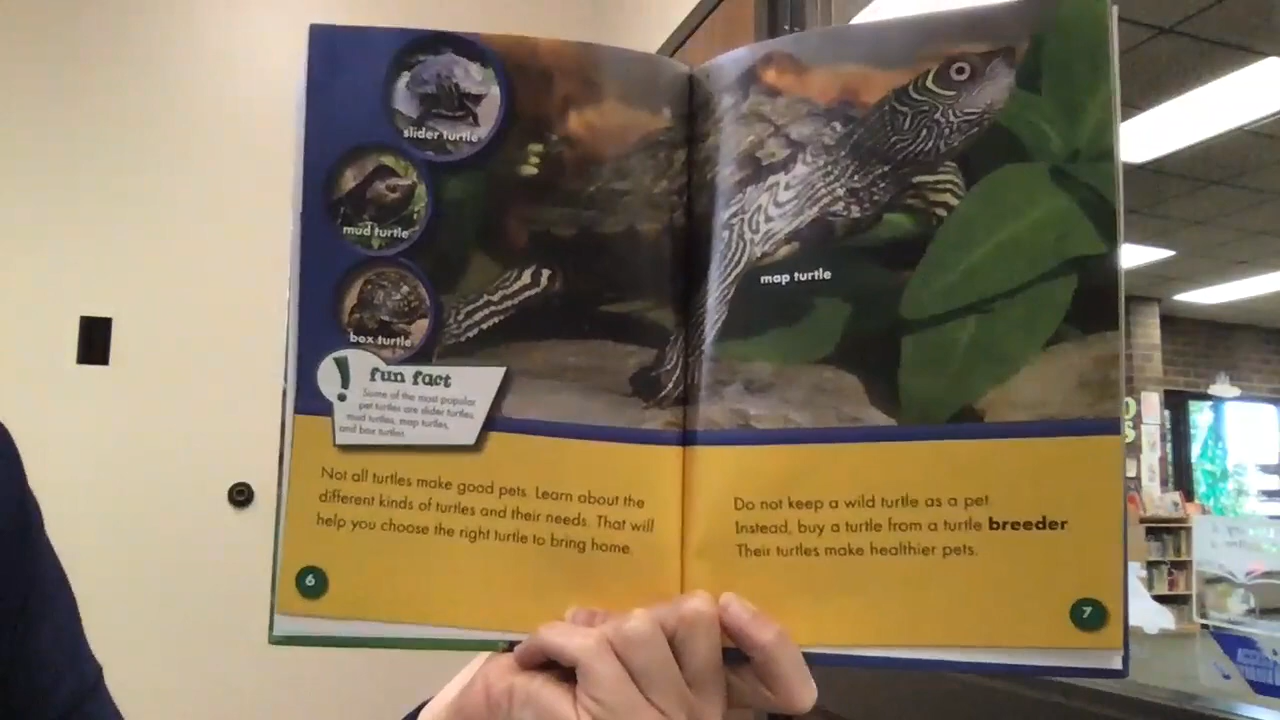 slider turtle
mud turtle
box turtle
! fun fact
Some of the most popular
pet turtles are slider turtles,
mud turtles, map turtles,
and box turtles.
Not all turtles make good pets. Learn about the
different kinds of turtles and their needs. That will
help you choose the right turtle to bring home.
6
map turtle
Do not keep a wild turtle as a pet.
Instead, buy a turtle from a turtle breeder
Their turtles make healthier pets.
7